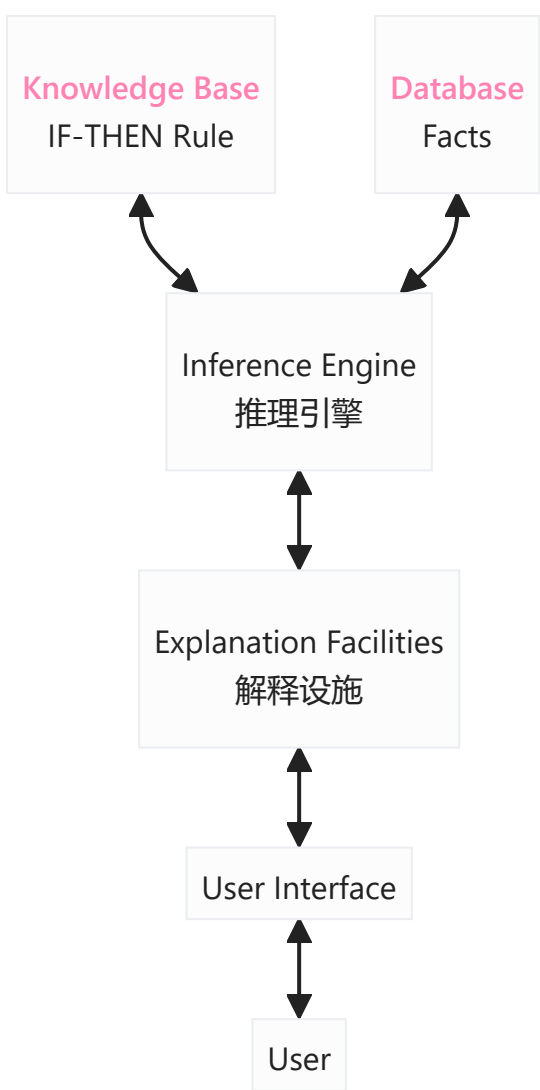 Knowledge Base
IF-THEN Rule
Database
Facts
Inference Engine
推理引擎
Explanation Facilities
解释设施
User Interface
User